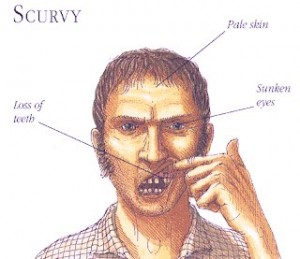 SCURVY
Pale skin
Sunken
eyes
Loss of
teeth